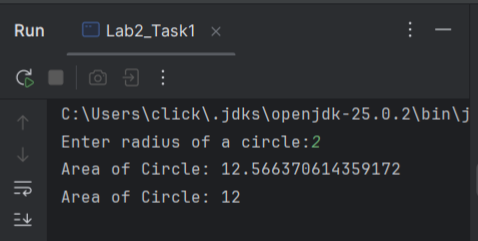 Run
Lab2_Task1
C:\Users\click\.jdks\openjdk-25.0.2\bin\j
Enter radius of a circle:2
Area of Circle: 12.566370614359172
Area of Circle: 12